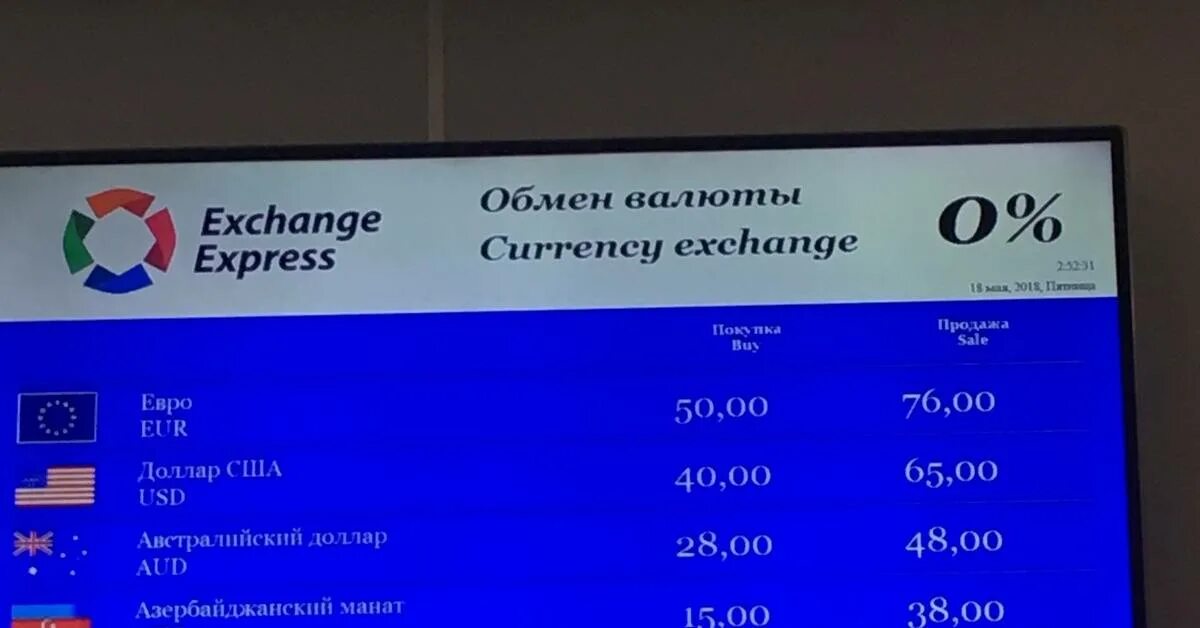 Exchange
Express
Обмен валюты
Currency exchange
0%
2:52:31
18 мая, 2018, Пятница
Покупка
Buy
Продажа
Sale
Евро
EUR
50,00
76,00
Доллар США
USD
40,00
65,00
Австралийский доллар
AUD
28,00
48,00
Азербайджанский манат
15,00
38,00